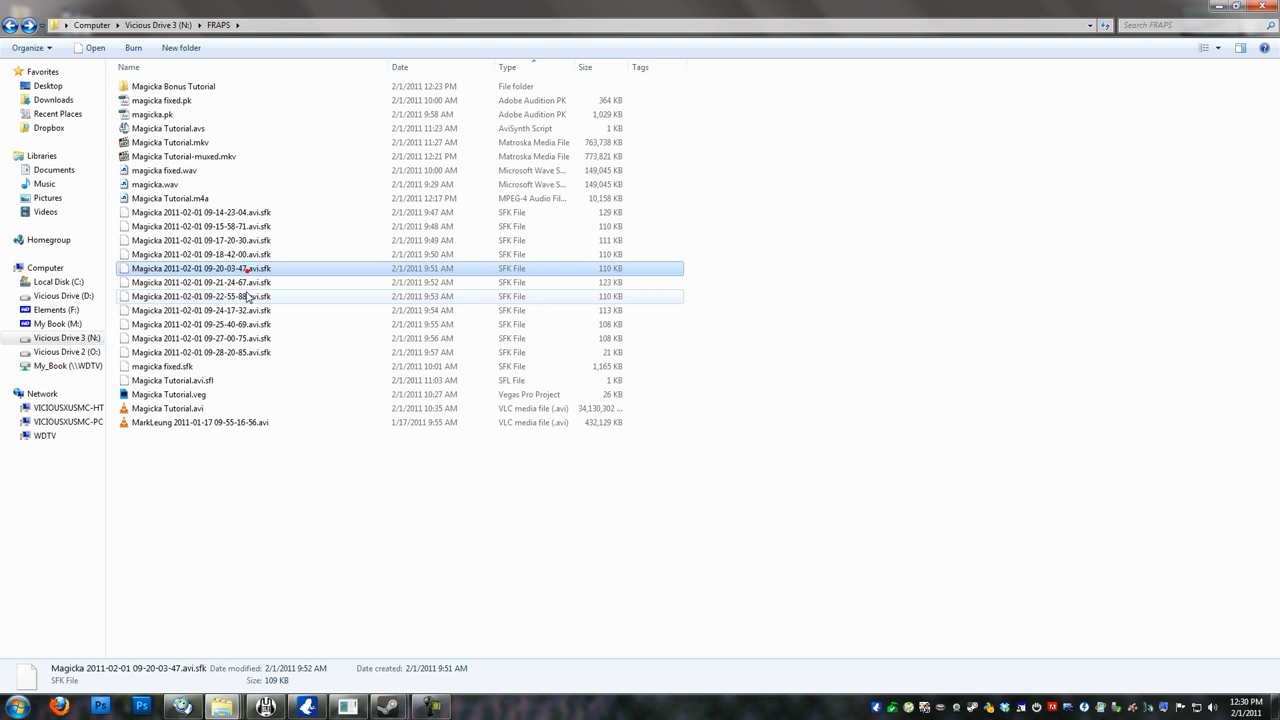 Computer Vicious Drive 3 (N:) FRAPS
Search FRAPS
Organize Open Burn New folder
Name Date Type Size Tags
Favorites
Desktop
Downloads
Recent Places
Dropbox
Libraries
Documents
Music
Pictures
Videos
Homegroup
Computer
Local Disk (C:)
Vicious Drive (D:)
Elements (F:)
My Book (M:)
Vicious Drive 3 (N:)
Vicious Drive 2 (O:)
My_Book (\\WDTV)
Network
VICIOUSXUSMC-HT
VICIOUSXUSMC-PC
WDTV
Magicka Bonus Tutorial 2/1/2011 12:23 PM File folder
magicka fixed.pk 2/1/2011 10:00 AM Adobe Audition PK 364 KB
magicka.pk 2/1/2011 9:58 AM Adobe Audition PK 1,029 KB
Magicka Tutorial.avs 2/1/2011 11:23 AM AviSynth Script 1 KB
Magicka Tutorial.mkv 2/1/2011 11:27 AM Matroska Media File 763,738 KB
Magicka Tutorial-muxed.mkv 2/1/2011 12:21 PM Matroska Media File 773,821 KB
magicka fixed.wav 2/1/2011 10:00 AM Microsoft Wave S... 149,045 KB
magicka.wav 2/1/2011 9:29 AM Microsoft Wave S... 149,045 KB
Magicka Tutorial.m4a 2/1/2011 12:17 PM MPEG-4 Audio Fil... 10,158 KB
Magicka 2011-02-01 09-14-23-04.avi.sfk 2/1/2011 9:47 AM SFK File 129 KB
Magicka 2011-02-01 09-15-58-71.avi.sfk 2/1/2011 9:48 AM SFK File 110 KB
Magicka 2011-02-01 09-17-20-30.avi.sfk 2/1/2011 9:49 AM SFK File 111 KB
Magicka 2011-02-01 09-18-42-00.avi.sfk 2/1/2011 9:50 AM SFK File 110 KB
Magicka 2011-02-01 09-20-03-47.avi.sfk 2/1/2011 9:51 AM SFK File 110 KB
Magicka 2011-02-01 09-21-24-67.avi.sfk 2/1/2011 9:52 AM SFK File 123 KB
Magicka 2011-02-01 09-22-55-88.avi.sfk 2/1/2011 9:53 AM SFK File 110 KB
Magicka 2011-02-01 09-24-17-32.avi.sfk 2/1/2011 9:54 AM SFK File 113 KB
Magicka 2011-02-01 09-25-40-69.avi.sfk 2/1/2011 9:55 AM SFK File 108 KB
Magicka 2011-02-01 09-27-00-75.avi.sfk 2/1/2011 9:56 AM SFK File 108 KB
Magicka 2011-02-01 09-28-20-85.avi.sfk 2/1/2011 9:57 AM SFK File 21 KB
magicka fixed.sfk 2/1/2011 10:01 AM SFK File 1,165 KB
Magicka Tutorial.avi.sfl 2/1/2011 11:03 AM SFL File 1 KB
Magicka Tutorial.veg 2/1/2011 10:27 AM Vegas Pro Project 26 KB
Magicka Tutorial.avi 2/1/2011 10:35 AM VLC media file (.avi) 34,130,302 ...
MarkLeung 2011-01-17 09-55-16-56.avi 1/17/2011 9:55 AM VLC media file (.avi) 432,129 KB
Magicka 2011-02-01 09-20-03-47.avi.sfk Date modified: 2/1/2011 9:52 AM Date created: 2/1/2011 9:51 AM
SFK File Size: 109 KB
12:30 PM
2/1/2011